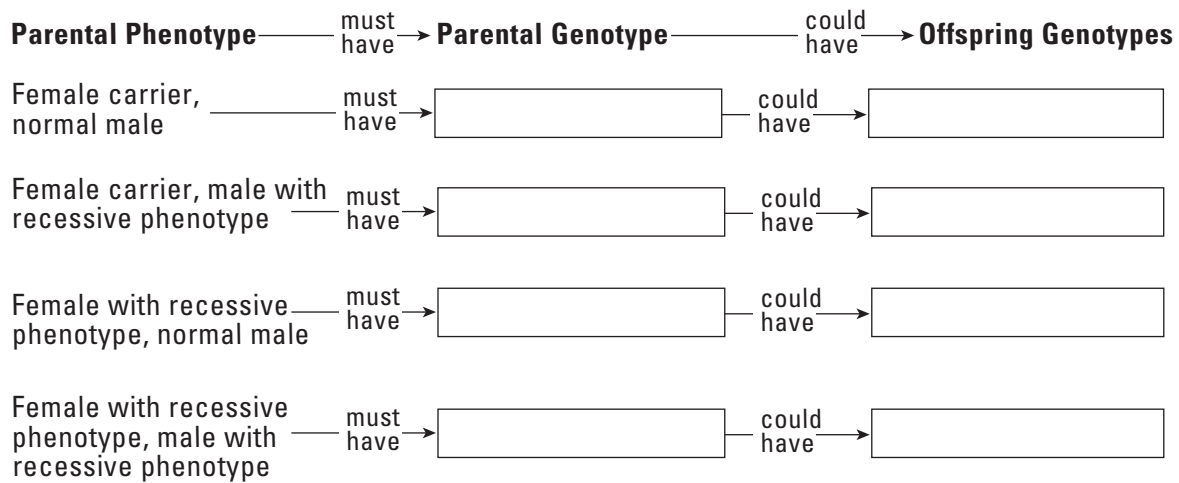 Parental Phenotype must have Parental Genotype could have Offspring Genotypes
Female carrier,
normal male
must
have
could
have
Female carrier, male with
recessive phenotype
must
have
could
have
Female with recessive
phenotype, normal male
must
have
could
have
Female with recessive
phenotype, male with
recessive phenotype
must
have
could
have